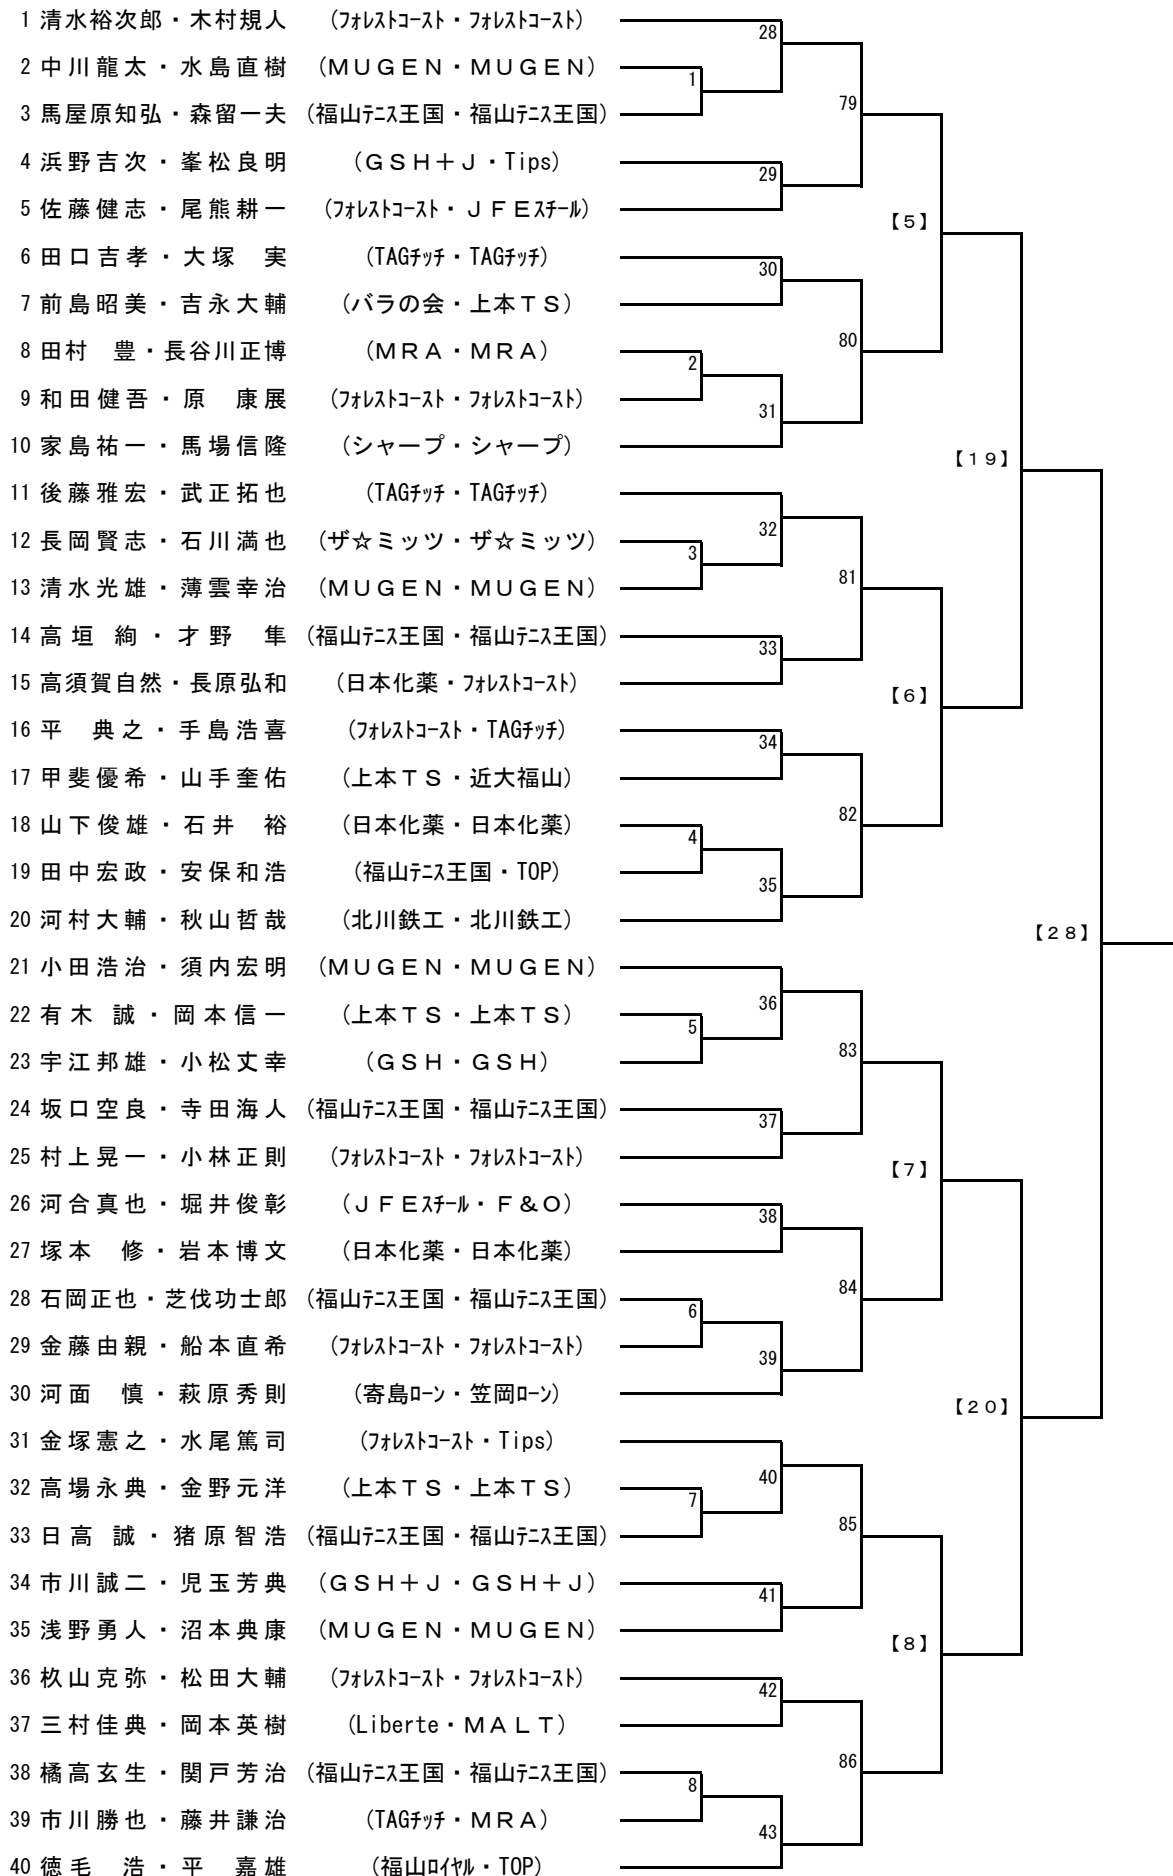 1 清水裕次郎・木村規人 (フォレストコースト・フォレストコースト)
28
2 中川龍太・水島直樹 (ＭＵＧＥＮ・ＭＵＧＥＮ)
1
79
3 馬屋原知弘・森留一夫 (福山テニス王国・福山テニス王国)
4 浜野吉次・峯松良明 (ＧＳＨ＋Ｊ・Tips)
29
5 佐藤健志・尾熊耕一 (フォレストコースト・ＪＦＥスチール)
【５】
6 田口吉孝・大塚　実 (TAGチッチ・TAGチッチ)
30
7 前島昭美・吉永大輔 (バラの会・上本ＴＳ)
80
8 田村　豊・長谷川正博 (ＭＲＡ・ＭＲＡ)
2
9 和田健吾・原　康展 (フォレストコースト・フォレストコースト)
31
10 家島祐一・馬場信隆 (シャープ・シャープ)
【１９】
11 後藤雅宏・武正拓也 (TAGチッチ・TAGチッチ)
32
12 長岡賢志・石川満也 (ザ☆ミッツ・ザ☆ミッツ)
3
81
13 清水光雄・薄雲幸治 (ＭＵＧＥＮ・ＭＵＧＥＮ)
14 高垣 絢・才野　隼 (福山テニス王国・福山テニス王国)
33
15 高須賀自然・長原弘和 (日本化薬・フォレストコースト)
【６】
16 平　典之・手島浩喜 (フォレストコースト・TAGチッチ)
34
17 甲斐優希・山手奎佑 (上本ＴＳ・近大福山)
82
18 山下俊雄・石井　裕 (日本化薬・日本化薬)
4
19 田中宏政・安保和浩 (福山テニス王国・TOP)
35
20 河村大輔・秋山哲哉 (北川鉄工・北川鉄工)
【２８】
21 小田浩治・須内宏明 (ＭＵＧＥＮ・ＭＵＧＥＮ)
36
22 有木 誠・岡本信一 (上本ＴＳ・上本ＴＳ)
5
83
23 宇江邦雄・小松丈幸 (ＧＳＨ・ＧＳＨ)
24 坂口空良・寺田海人 (福山テニス王国・福山テニス王国)
37
25 村上晃一・小林正則 (フォレストコースト・フォレストコースト)
【７】
26 河合真也・堀井俊彰 (ＪＦＥスチール・Ｆ＆Ｏ)
38
27 塚本　修・岩本博文 (日本化薬・日本化薬)
84
28 石岡正也・芝伐功士郎 (福山テニス王国・福山テニス王国)
6
29 金藤由親・船本直希 (フォレストコースト・フォレストコースト)
39
30 河面　慎・萩原秀則 (寄島ローン・笠岡ローン)
【２０】
31 金塚憲之・水尾篤司 (フォレストコースト・Tips)
40
32 高場永典・金野元洋 (上本ＴＳ・上本ＴＳ)
7
85
33 日高 誠・猪原智浩 (福山テニス王国・福山テニス王国)
34 市川誠二・児玉芳典 (ＧＳＨ＋Ｊ・ＧＳＨ＋Ｊ)
41
35 浅野勇人・沼本典康 (ＭＵＧＥＮ・ＭＵＧＥＮ)
【８】
36 杁山克弥・松田大輔 (フォレストコースト・フォレストコースト)
42
37 三村佳典・岡本英樹 (Liberte・ＭＡＬＴ)
86
38 橘高玄生・関戸芳治 (福山テニス王国・福山テニス王国)
8
39 市川勝也・藤井謙治 (TAGチッチ・ＭＲＡ)
43
40 徳毛　浩・平　嘉雄 (福山ロイヤル・TOP)